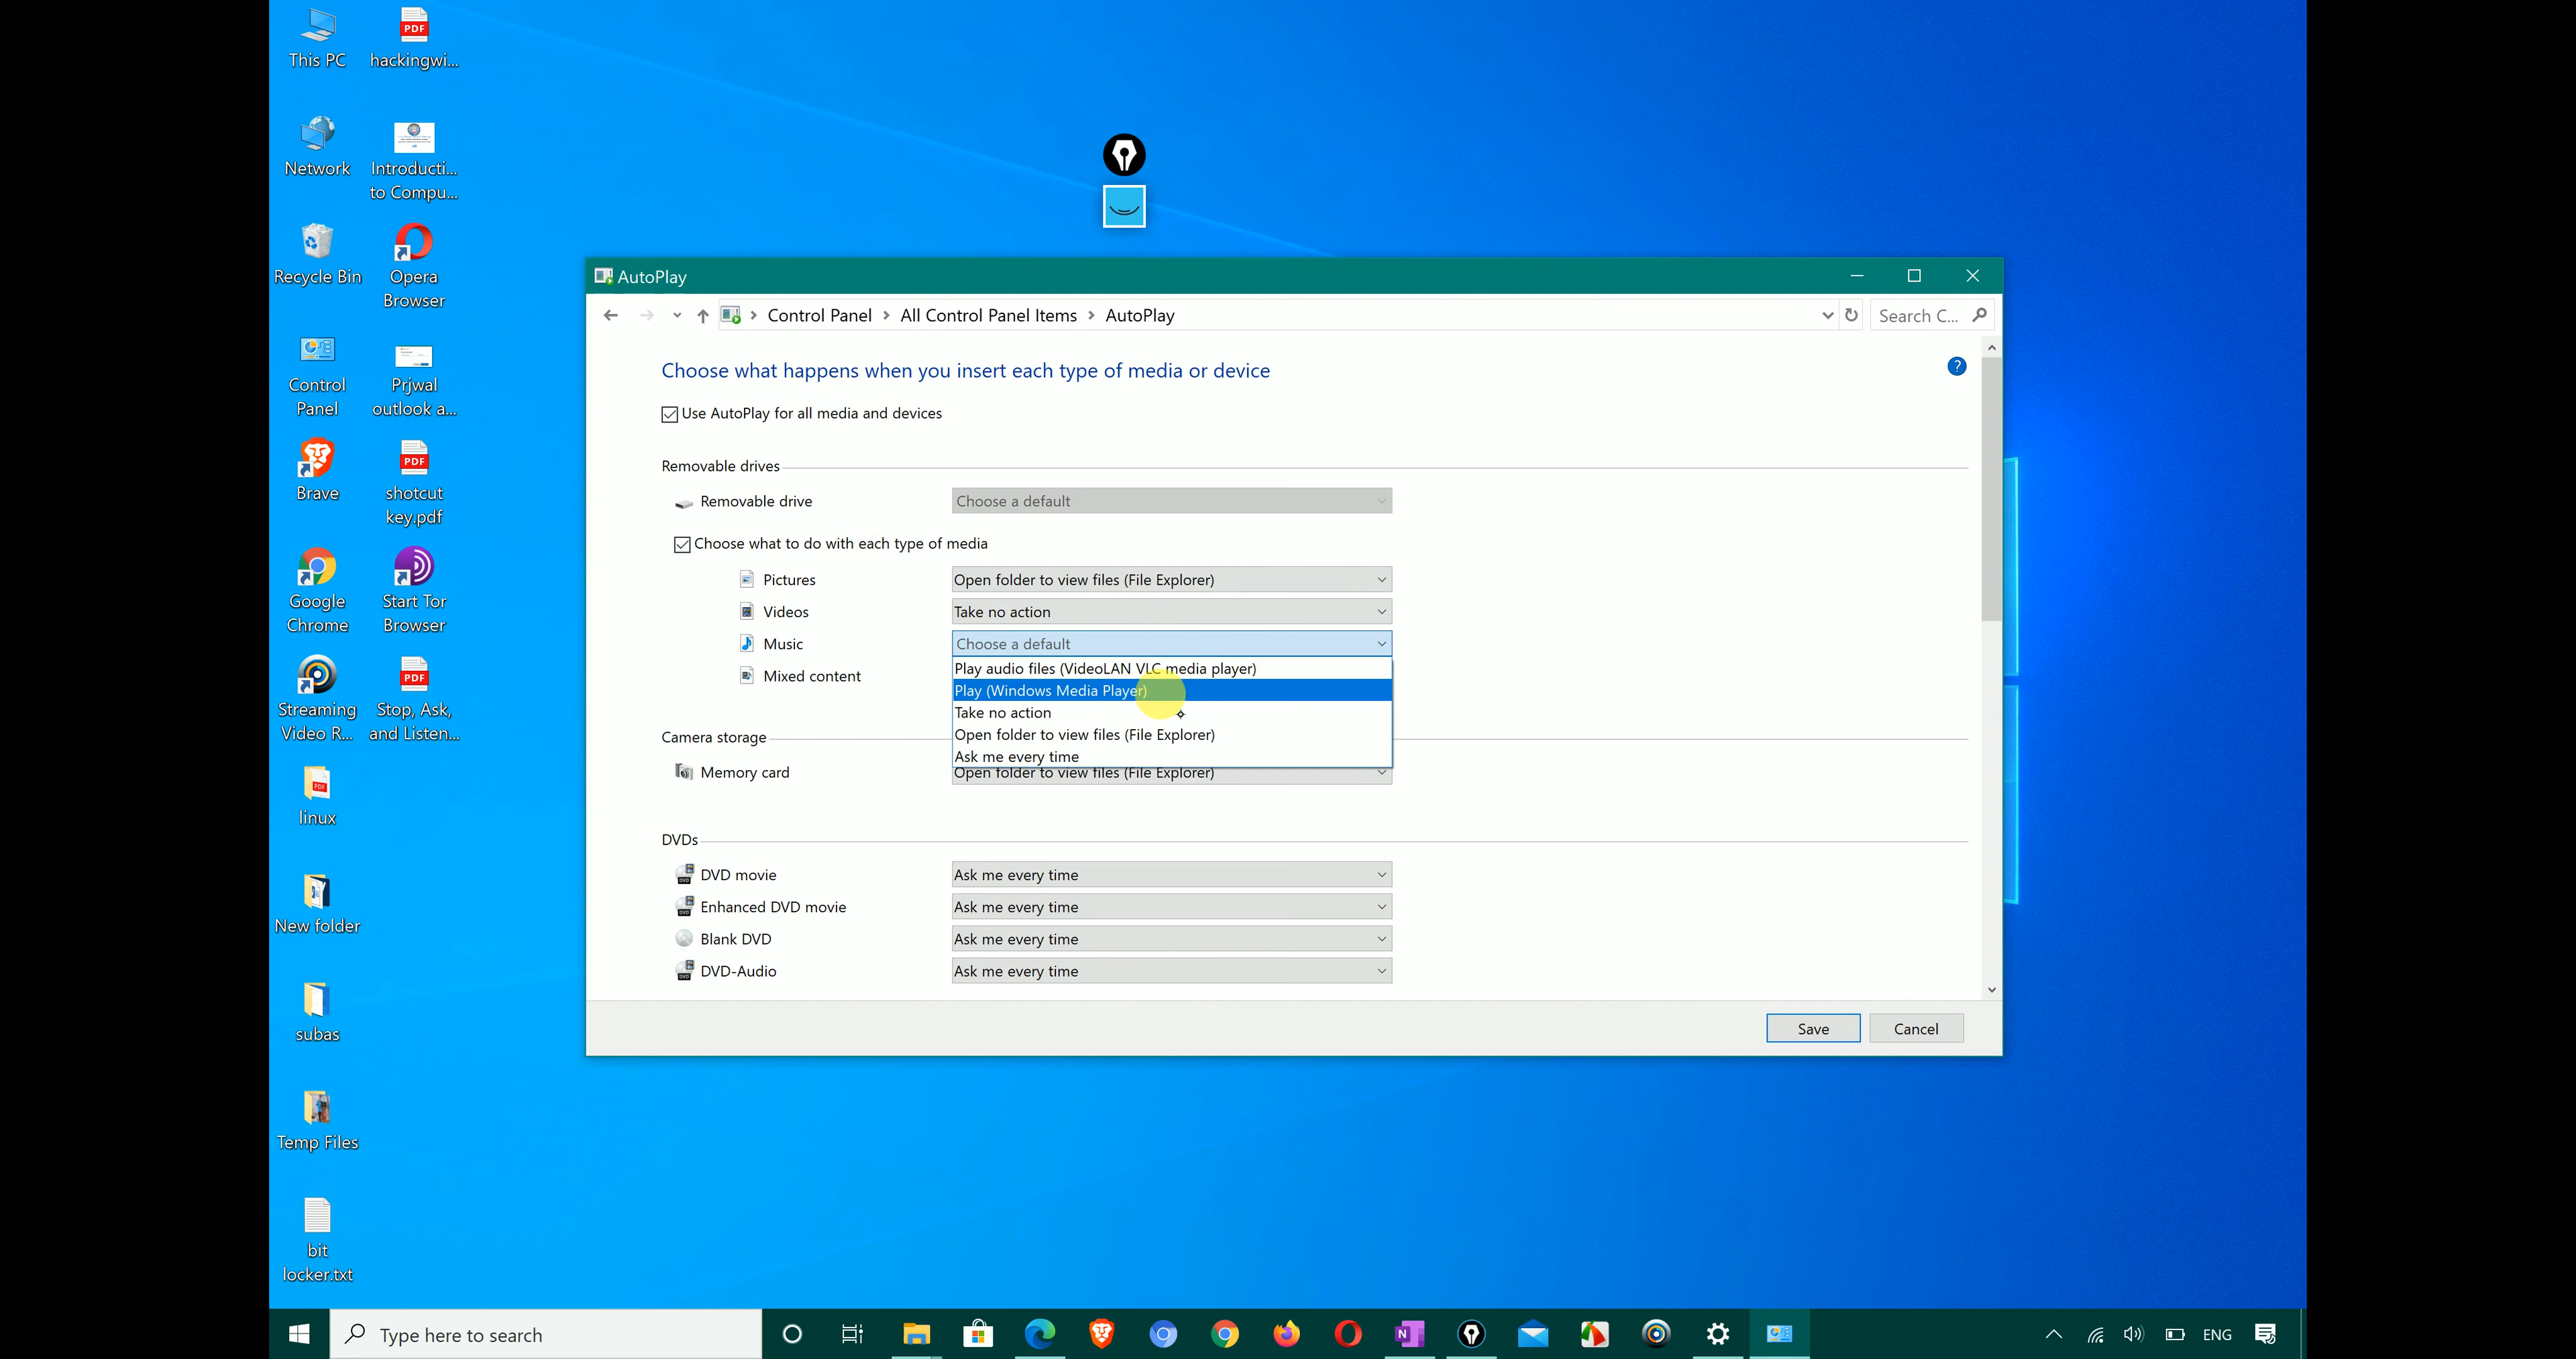 This PC
hackingwi...
Network
Introducti...
to Compu...
Recycle Bin
Opera
Browser
Control
Panel
Prjwal
outlook a...
Brave
shotcut
key.pdf
Google
Chrome
Start Tor
Browser
Streaming
Video R...
Stop, Ask,
and Listen...
linux
New folder
subas
Temp Files
bit
locker.txt
AutoPlay
Control Panel > All Control Panel Items > AutoPlay
Search C...
Choose what happens when you insert each type of media or device
Use AutoPlay for all media and devices
Removable drives
Removable drive Choose a default
Choose what to do with each type of media
Pictures Open folder to view files (File Explorer)
Videos Take no action
Music Choose a default
Play audio files (VideoLAN VLC media player)
Mixed content
Play (Windows Media Player)
Take no action
Open folder to view files (File Explorer)
Ask me every time
Camera storage
Memory card Open folder to view files (File Explorer)
DVDs
DVD movie Ask me every time
Enhanced DVD movie Ask me every time
Blank DVD Ask me every time
DVD-Audio Ask me every time
Save Cancel
Type here to search
ENG